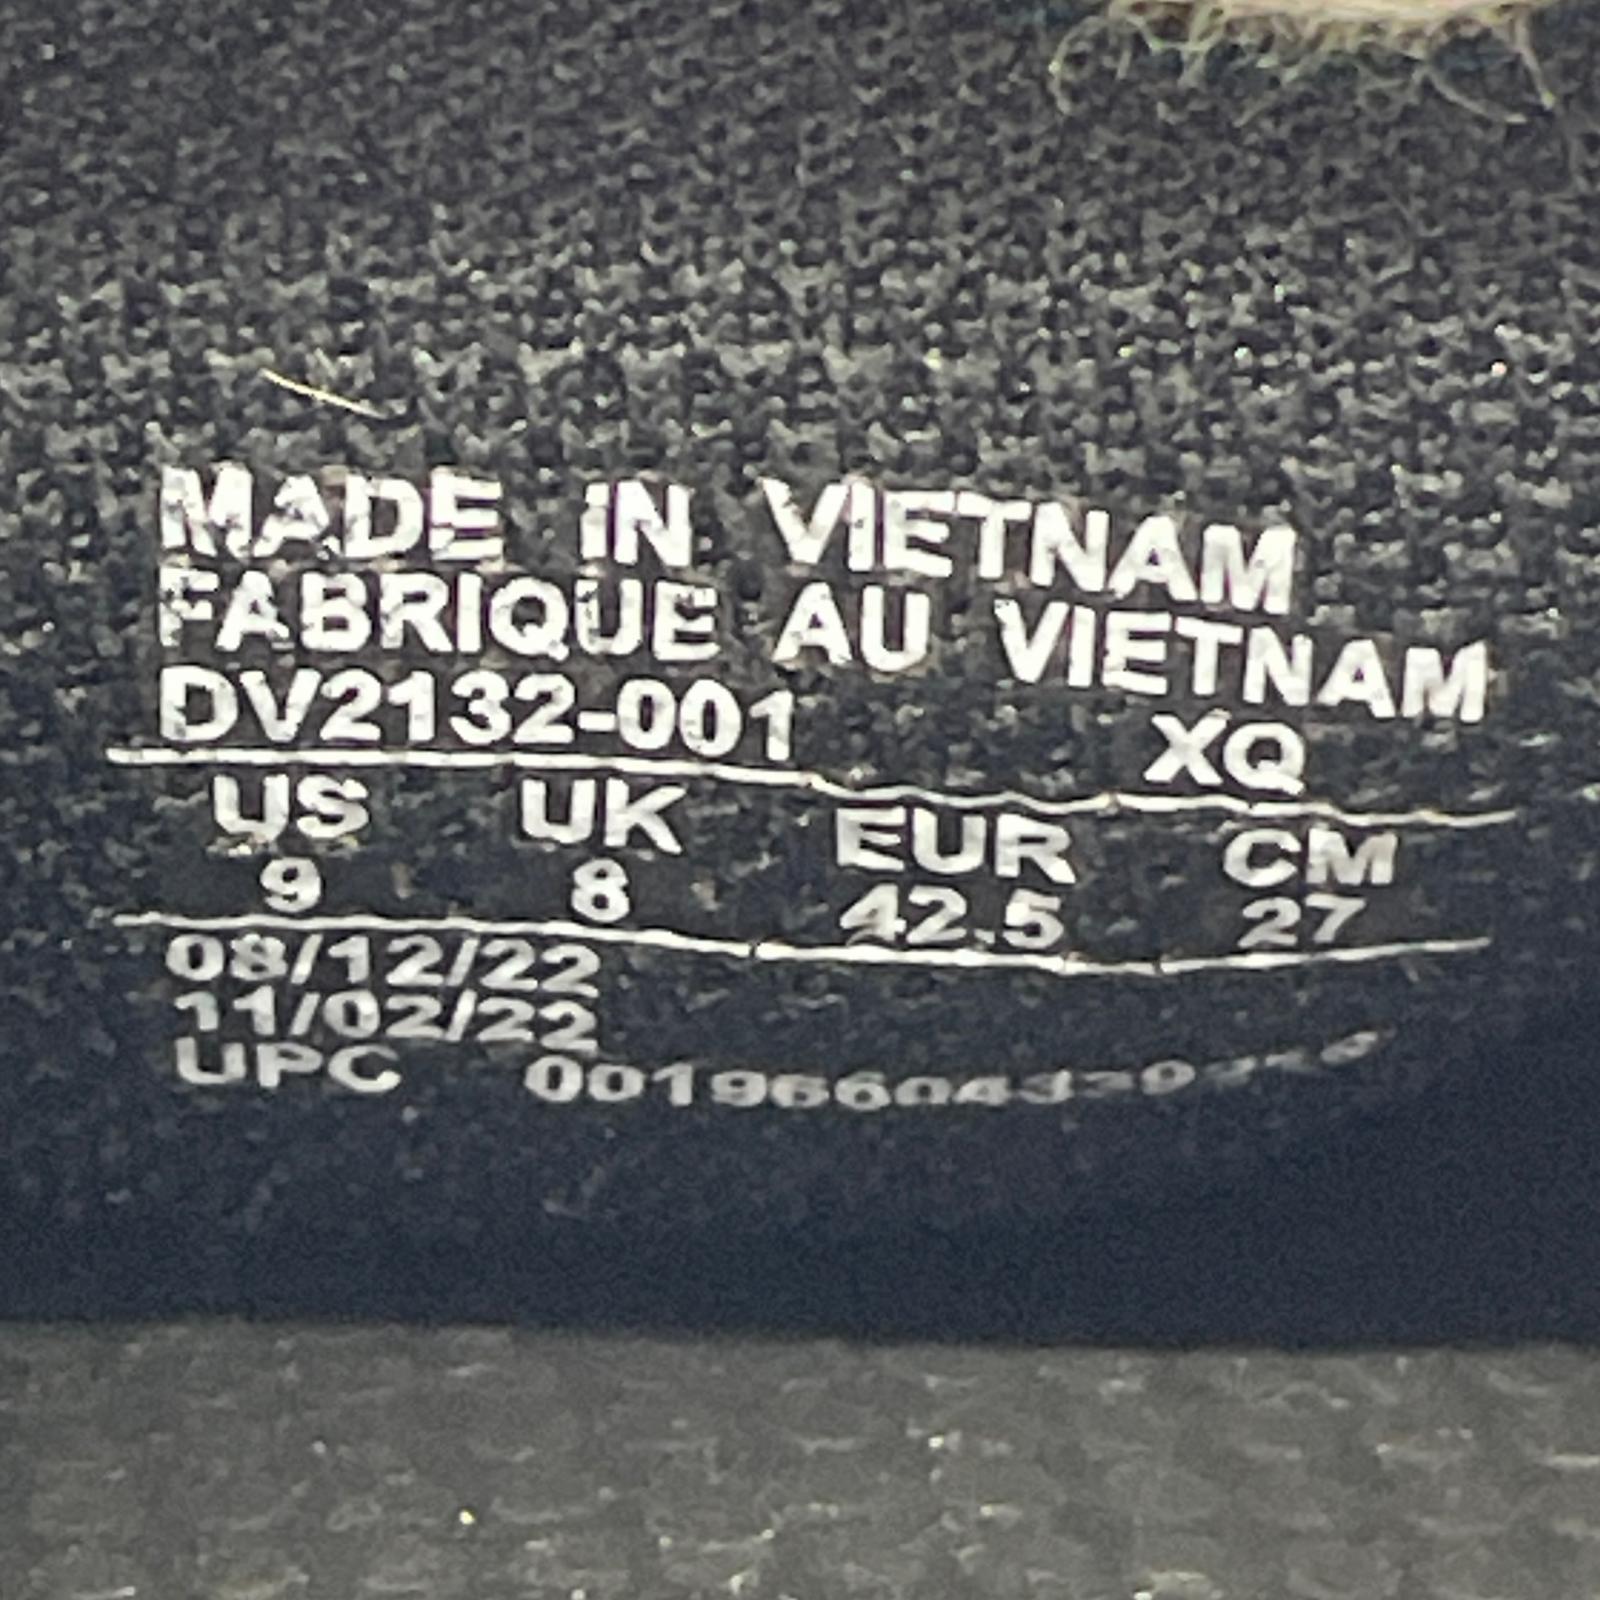 MADE IN VIETNAM
FABRIQUE AU VIETNAM
DV2132-001 XQ
US UK EUR CM
9 8 42.5 27
08/12/22
11/02/22
UPC